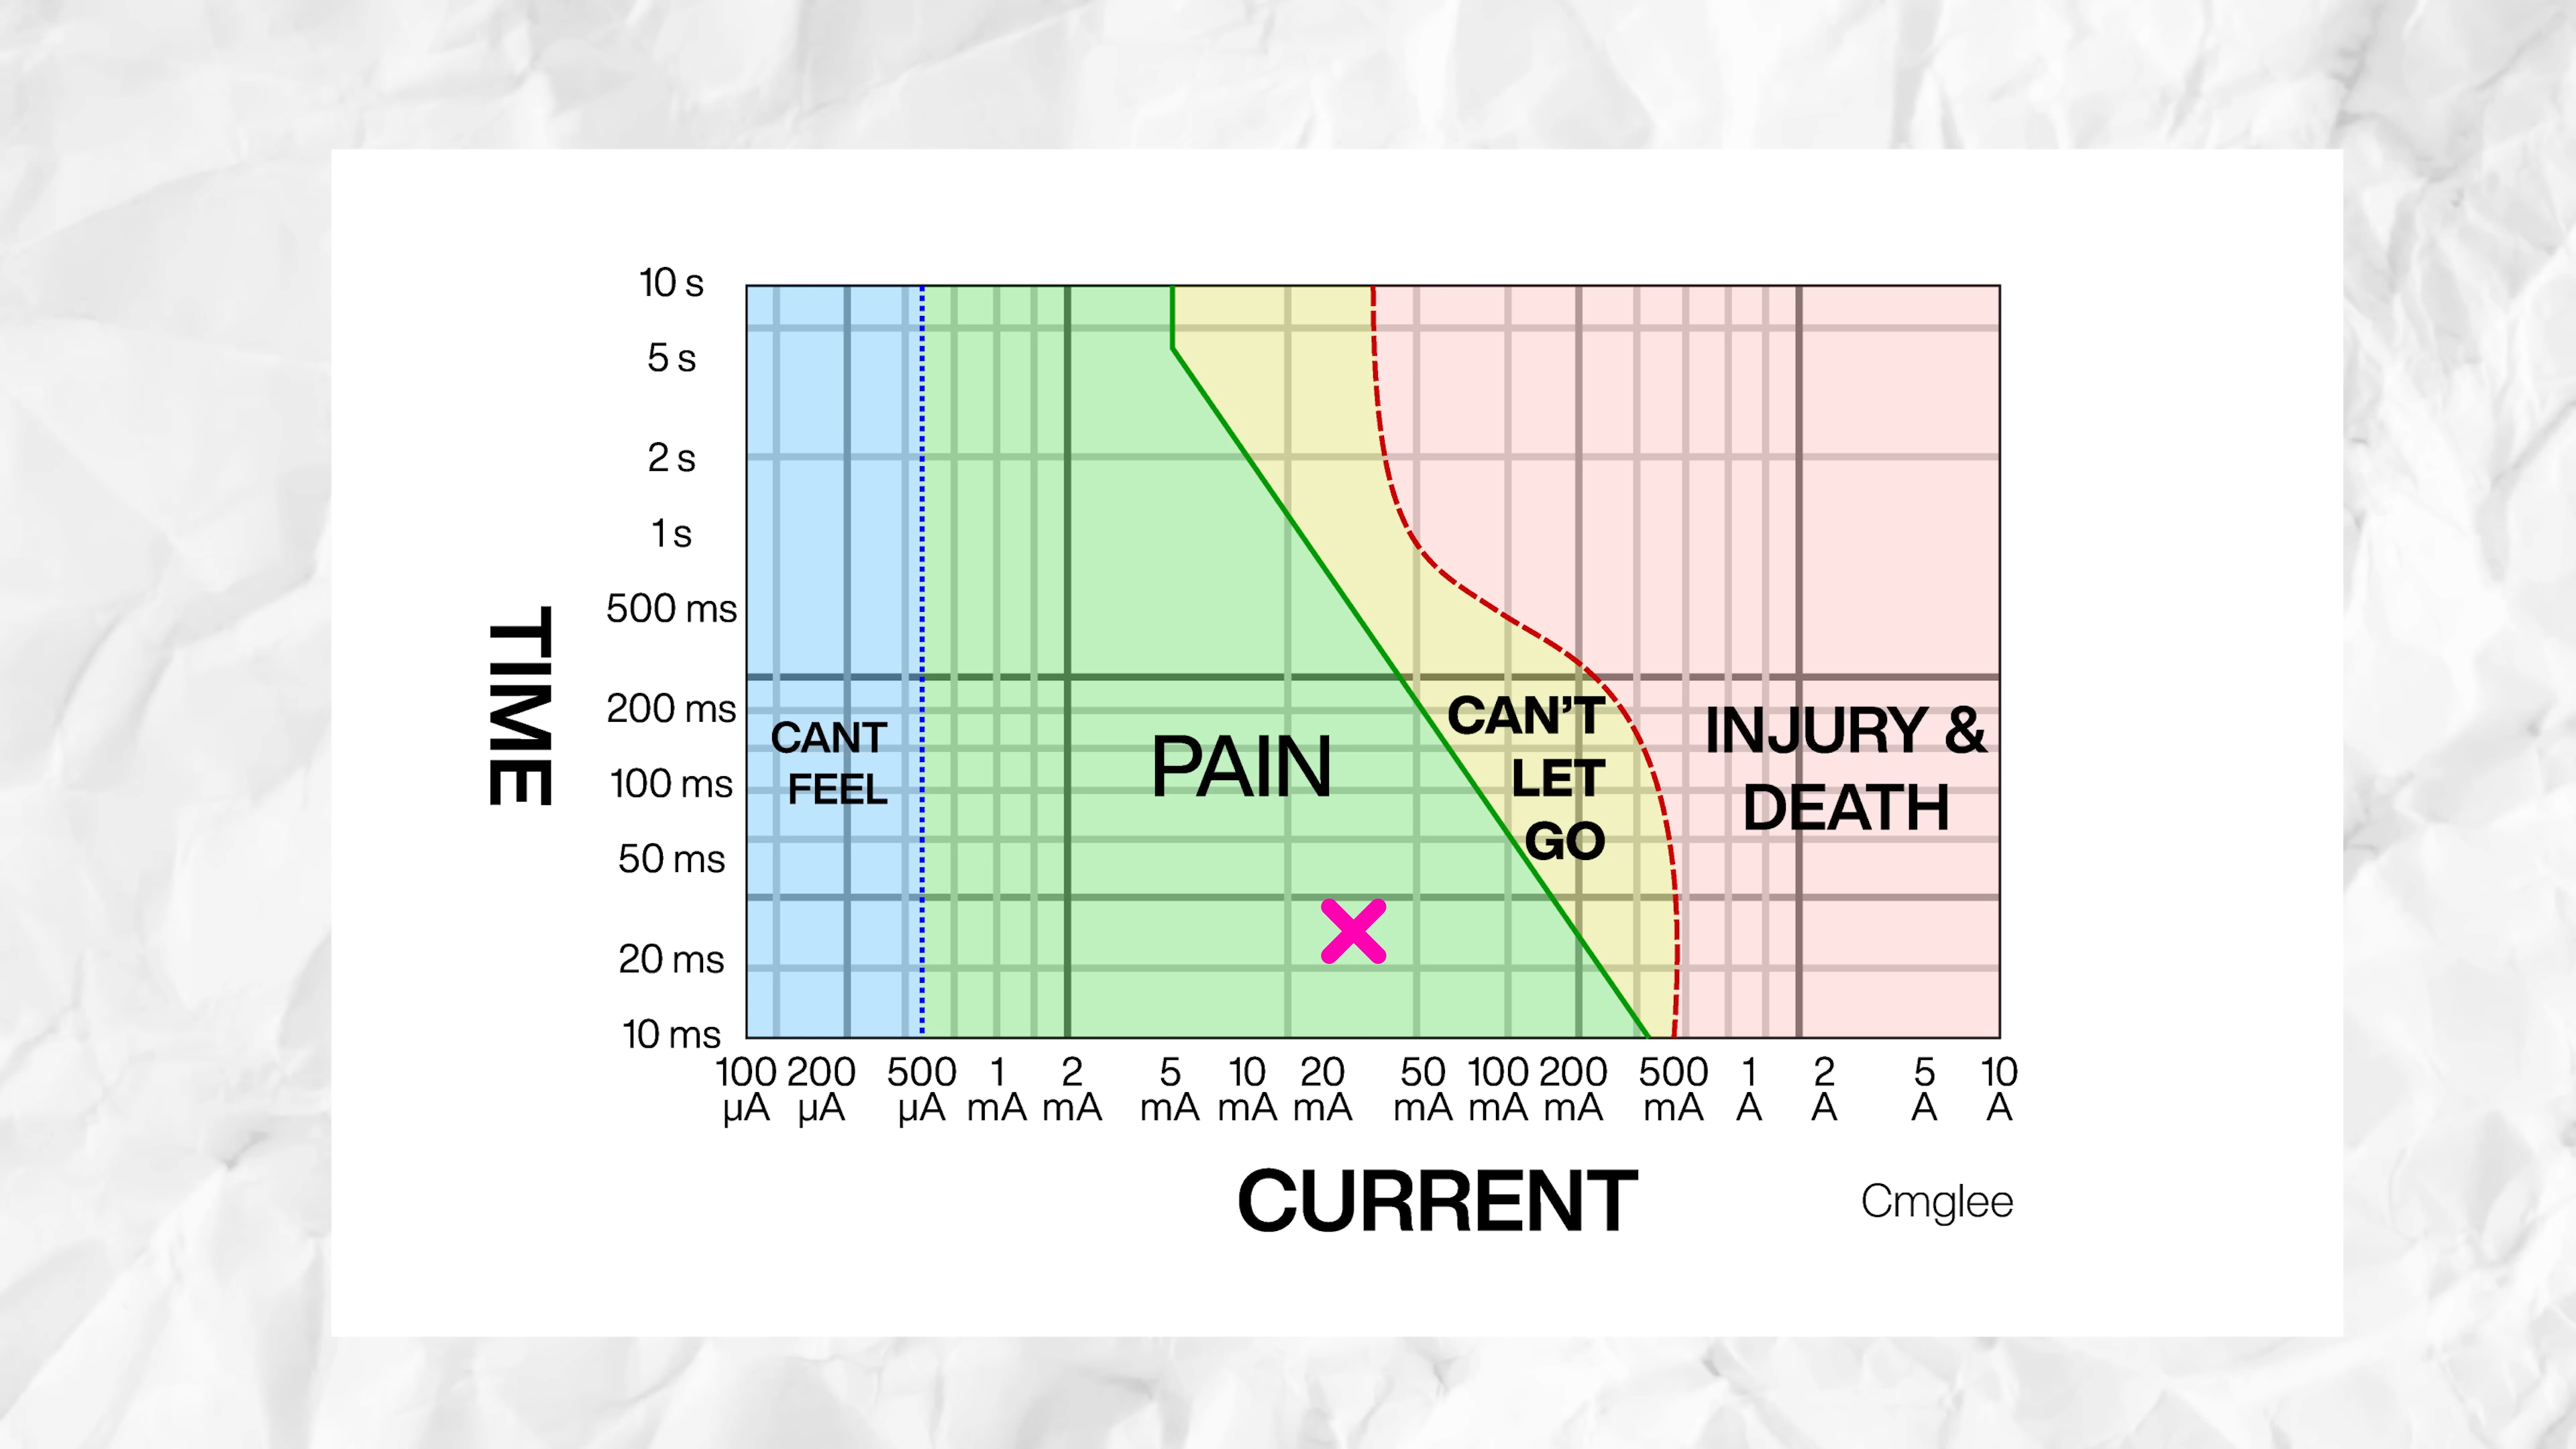 10 s
5 s
2 s
1 s
500 ms
200 ms
100 ms
50 ms
20 ms
10 ms
TIME
CANT
FEEL
PAIN
CAN'T
LET
GO
INJURY &
DEATH
100 200 500 1 2 5 10 20 50 100 200 500 1 2 5 10
µA µA µA mA mA mA mA mA mA mA mA mA A A A A
CURRENT
Cmglee